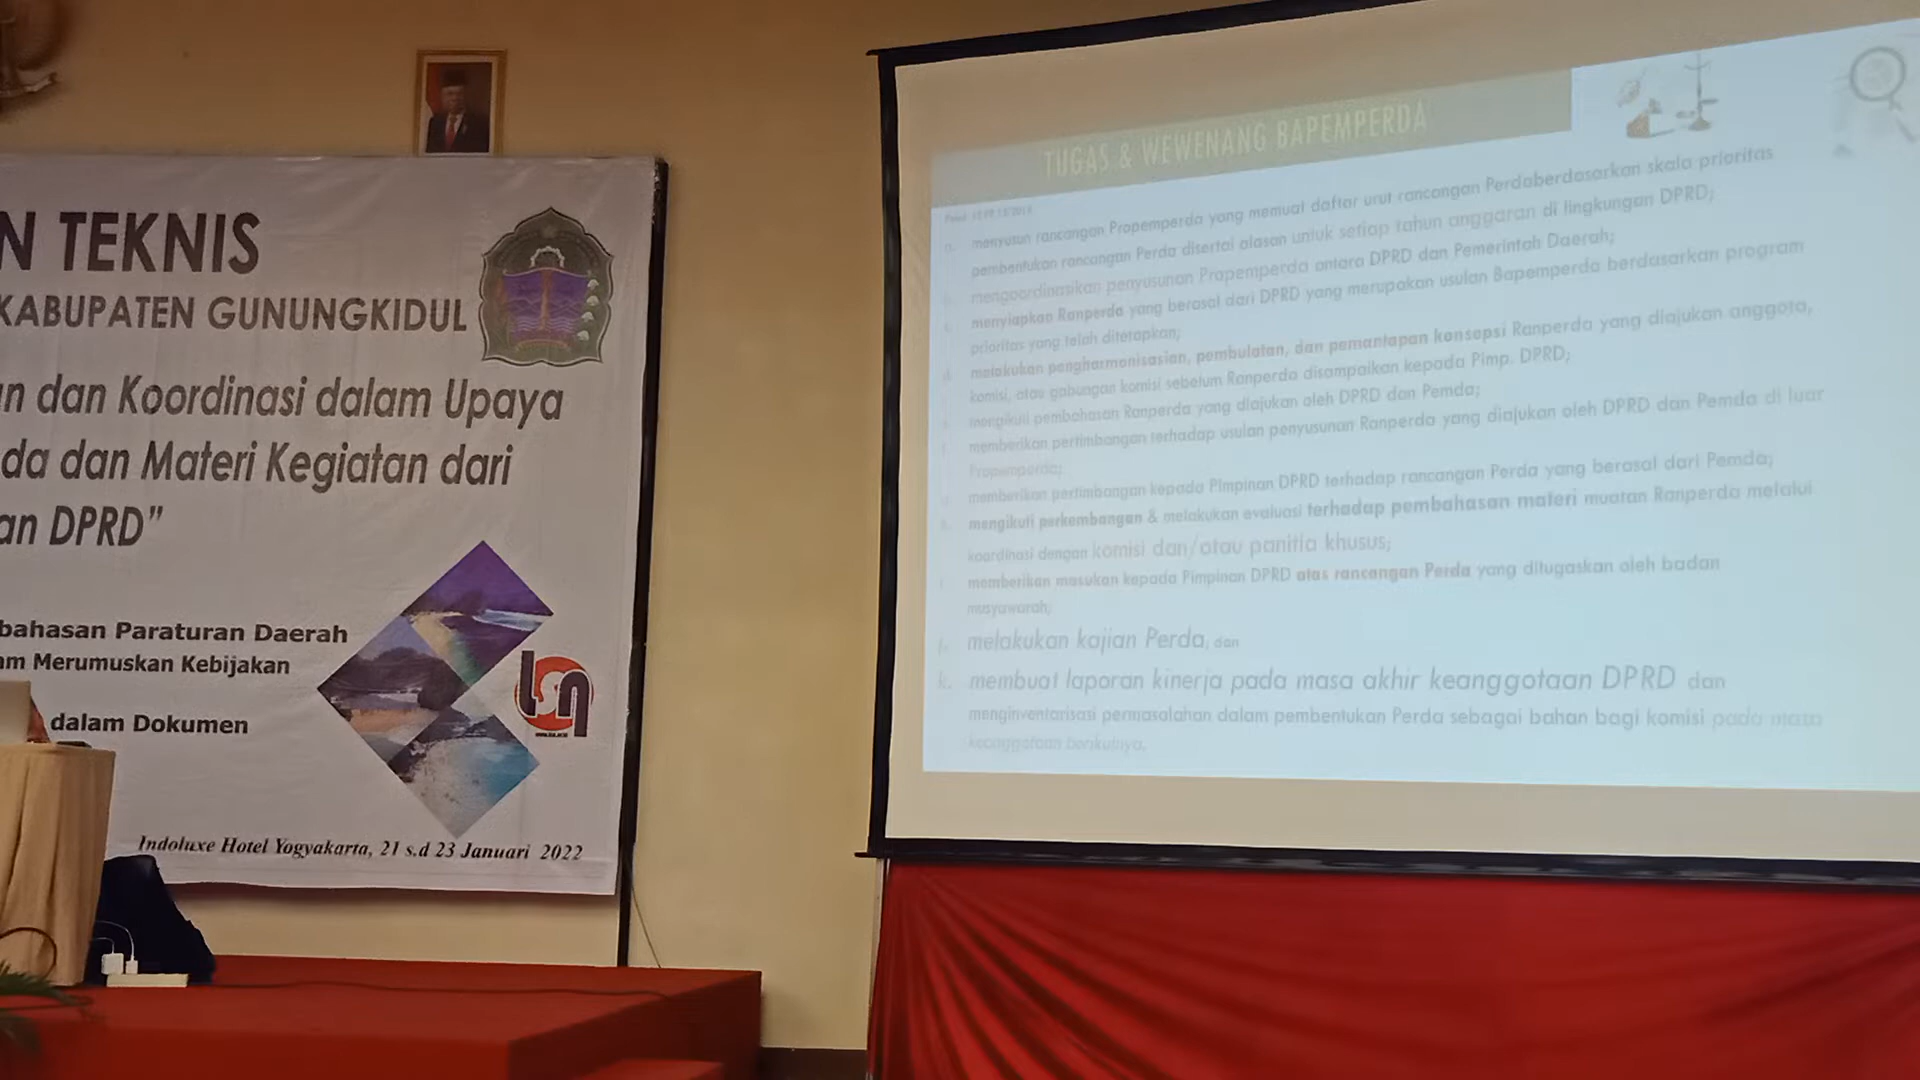 N TEKNIS
KABUPATEN GUNUNGKIDUL
n dan Koordinasi dalam Upaya
da dan Materi Kegiatan dari
an DPRD"
bahasan Paraturan Daerah
am Merumuskan Kebijakan
dalam Dokumen
lsn
Indoluxe Hotel Yogyakarta, 21 s.d 23 Januari 2022
TUGAS & WEWENANG BAPEMPERDA
menyusun rancangan Propemperda yang memuat daftar urut rancangan Perdaberdasarkan skala prioritas
pembentukan rancangan Perda disertai alasan untuk setiap tahun anggaran di lingkungan DPRD;
mengoordinasikan penyusunan Propemperda antara DPRD dan Pemerintah Daerah;
menyiapkan Ranperda yang berasal dari DPRD yang merupakan usulan Bapemperda berdasarkan program
prioritas yang telah ditetapkan;
d. melakukan pengharmonisasian, pembulatan, dan pemantapan konsepsi Ranperda yang diajukan anggota,
komisi, atau gabungan komisi sebelum Ranperda disampaikan kepada Pimp. DPRD;
mengikuti pembahasan Ranperda yang diajukan oleh DPRD dan Pemda;
f. memberikan pertimbangan terhadap usulan penyusunan Ranperda yang diajukan oleh DPRD dan Pemda di luar
Propemperda;
memberikan pertimbangan kepada Pimpinan DPRD terhadap rancangan Perda yang berasal dari Pemda;
h. mengikuti perkembangan & melakukan evaluasi terhadap pembahasan materi muatan Ranperda melalui
koordinasi dengan komisi dan/atau panitia khusus;
i. memberikan masukan kepada Pimpinan DPRD atas rancangan Perda yang ditugaskan oleh badan
musyawarah;
j. melakukan kajian Perda, dan
k. membuat laporan kinerja pada masa akhir keanggotaan DPRD dan
menginventarisasi permasalahan dalam pembentukan Perda sebagai bahan bagi komisi pada masa
keanggotaan berikutnya.